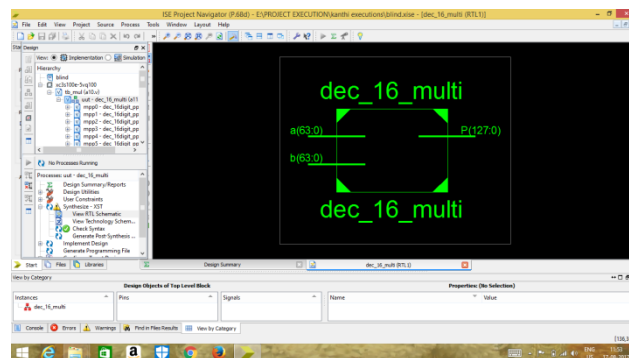 ISE Project Navigator (P.68d) - E:\PROJECT EXECUTION\kanthi executions\blind.xise - [dec_16_multi (RTL1)]
File Edit View Project Source Process Tools Window Layout Help
Design
View: Implementation Simulation
Hierarchy
blind
xc3s100e-5vq100
tb_mul (a10.v)
uut - dec_16_multi (a11
mpp0 - dec_16digit_pp
mpp1 - dec_16digit_pp
mpp2 - dec_16digit_pp
mpp3 - dec_16digit_pp
mpp4 - dec_16digit_pp
mpp5 - dec_16digit_pp
No Processes Running
Processes: uut - dec_16_multi
Design Summary/Reports
Design Utilities
User Constraints
Synthesize - XST
View RTL Schematic
View Technology Schem...
Check Syntax
Generate Post-Synthesis ...
Implement Design
Generate Programming File
dec_16_multi
a(63:0)
P(127:0)
b(63:0)
dec_16_multi
Start Files Libraries
Design Summary
dec_16_multi (RTL1)
View by Category
Design Objects of Top Level Block
Properties: (No Selection)
Instances Pins Signals Name Value
dec_16_multi
Console Errors Warnings Find in Files Results View by Category
ENG 15:53